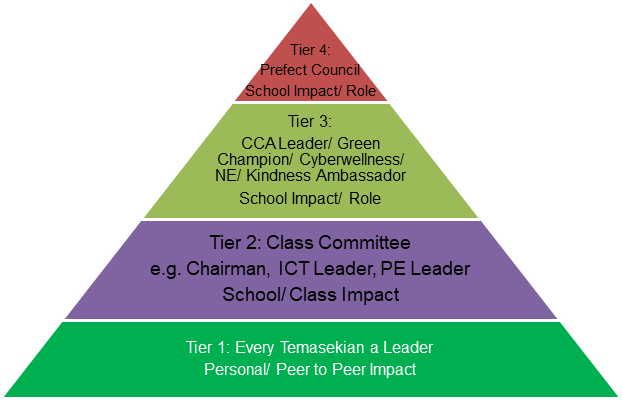 Tier 4:
Prefect Council
School Impact/ Role
Tier 3:
CCA Leader/ Green
Champion/ Cyberwellness/
NE/ Kindness Ambassador
School Impact/ Role
Tier 2: Class Committee
e.g. Chairman, ICT Leader, PE Leader
School/ Class Impact
Tier 1: Every Temasekian a Leader
Personal/ Peer to Peer Impact